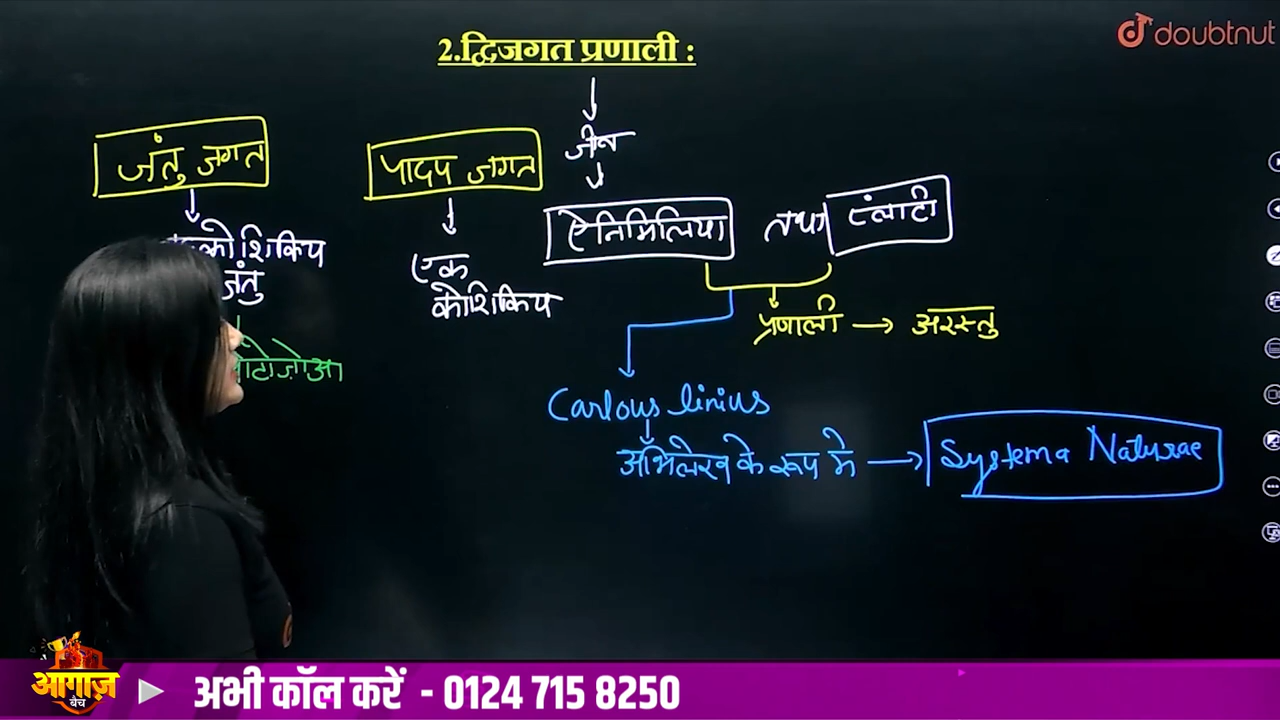 doubtnut
2.द्विजगत प्रणाली :
जीव
जंतु जगत
पादप जगत
ऐनिमिलिया तथा प्लांटी
कोशिकिय
जंतु
एक
कोशिकिय
प्रणाली → अरस्तु
टोज़ोआ
Carlous linius
अभिलेख के रूप मे → Systema Naturae
आगाज़
बैच
अभी कॉल करें - 0124 715 8250